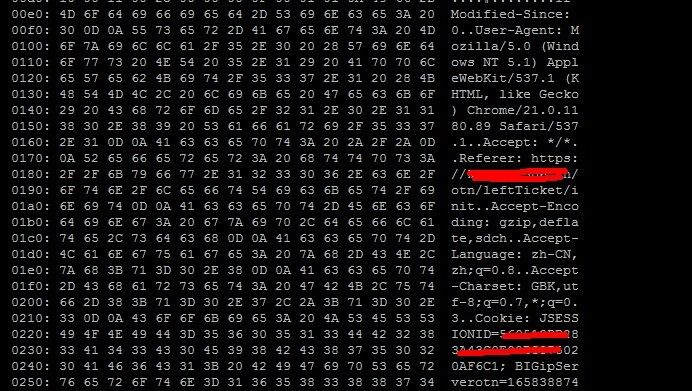 00e0: 4D 6F 64 69 66 69 65 64 2D 53 69 6E 63 65 3A 20 Modified-Since:
00f0: 30 0D 0A 55 73 65 72 2D 41 67 65 6E 74 3A 20 4D 0..User-Agent: M
0100: 6F 7A 69 6C 6C 61 2F 35 2E 30 20 28 57 69 6E 64 ozilla/5.0 (Wind
0110: 6F 77 73 20 4E 54 20 35 2E 31 29 20 41 70 70 6C ows NT 5.1) Appl
0120: 65 57 65 62 4B 69 74 2F 35 33 37 2E 31 20 28 4B eWebKit/537.1 (K
0130: 48 54 4D 4C 2C 20 6C 69 6B 65 20 47 65 63 6B 6F HTML, like Gecko
0140: 29 20 43 68 72 6F 6D 65 2F 32 31 2E 30 2E 31 31 ) Chrome/21.0.11
0150: 38 30 2E 38 39 20 53 61 66 61 72 69 2F 35 33 37 80.89 Safari/537
0160: 2E 31 0D 0A 41 63 63 65 70 74 3A 20 2A 2F 2A 0D .1..Accept: */*.
0170: 0A 52 65 66 65 72 65 72 3A 20 68 74 74 70 73 3A .Referer: https:
0180: 2F 2F 6B 79 66 77 2E 31 32 33 30 36 2E 63 6E 2F // n/
0190: 6F 74 6E 2F 6C 65 66 74 54 69 63 6B 65 74 2F 69 otn/leftTicket/i
01a0: 6E 69 74 0D 0A 41 63 63 65 70 74 2D 45 6E 63 6F nit..Accept-Enco
01b0: 64 69 6E 67 3A 20 67 7A 69 70 2C 64 65 66 6C 61 ding: gzip,defla
01c0: 74 65 2C 73 64 63 68 0D 0A 41 63 63 65 70 74 2D te,sdch..Accept-
01d0: 4C 61 6E 67 75 61 67 65 3A 20 7A 68 2D 43 4E 2C Language: zh-CN,
01e0: 7A 68 3B 71 3D 30 2E 38 0D 0A 41 63 63 65 70 74 zh;q=0.8..Accept
01f0: 2D 43 68 61 72 73 65 74 3A 20 47 42 4B 2C 75 74 -Charset: GBK,ut
0200: 66 2D 38 3B 71 3D 30 2E 37 2C 2A 3B 71 3D 30 2E f-8;q=0.7,*;q=0.
0210: 33 0D 0A 43 6F 6F 6B 69 65 3A 20 4A 53 45 53 53 3..Cookie: JSESS
0220: 49 4F 4E 49 44 3D 35 36 30 35 31 33 44 42 32 38 IONID=
0230: 33 41 34 33 43 30 45 39 38 42 43 38 37 35 30 32 02
0240: 30 41 46 36 43 31 3B 20 42 49 47 69 70 53 65 72 0AF6C1; BIGipSer
0250: 76 65 72 6F 74 6E 3D 31 36 35 38 33 38 38 37 34 verotn=165838874